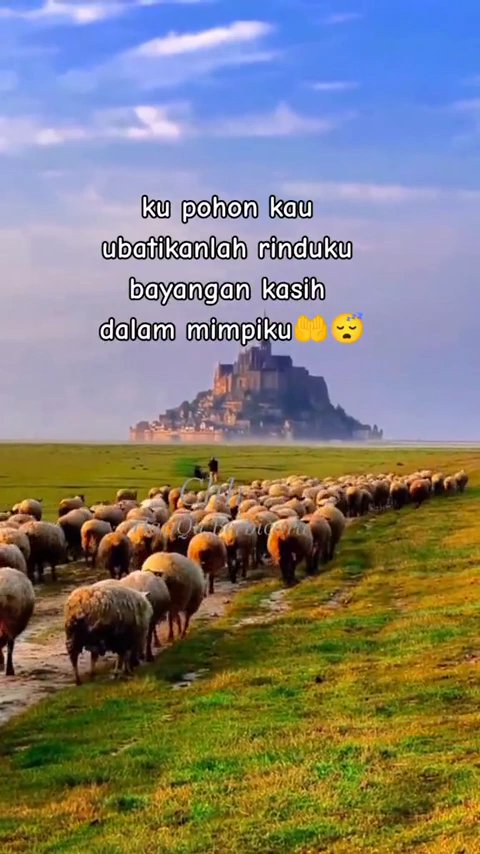 ku pohon kau
ubatikanlah rinduku
bayangan kasih
dalam mimpiku🤲😴